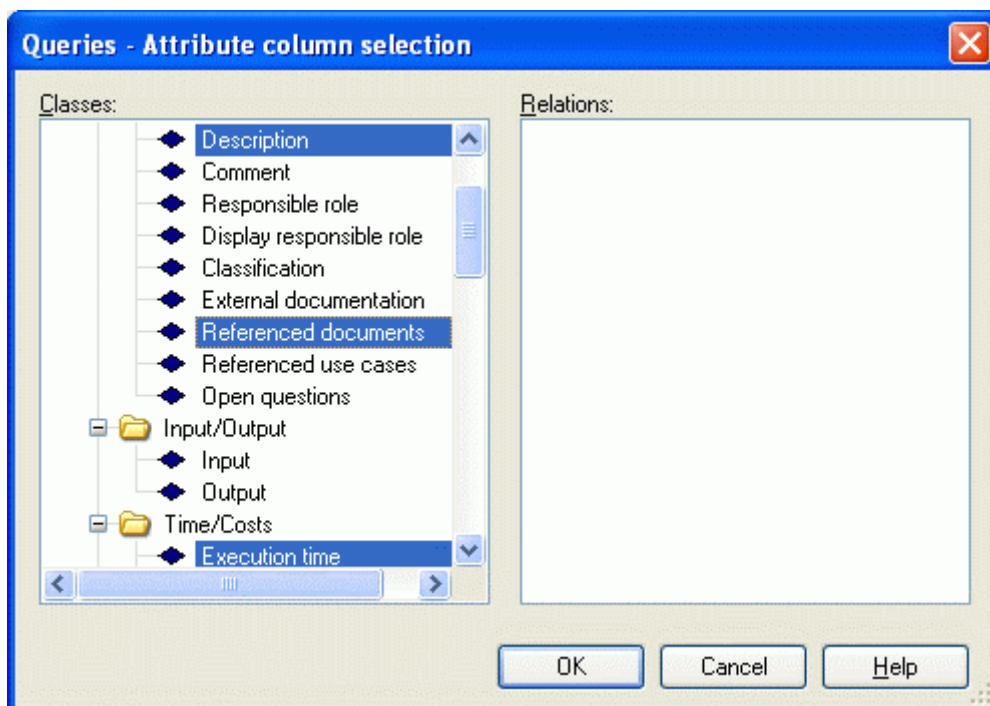 Queries - Attribute column selection
Classes: Relations:
Description
Comment
Responsible role
Display responsible role
Classification
External documentation
Referenced documents
Referenced use cases
Open questions
Input/Output
Input
Output
Time/Costs
Execution time
OK Cancel Help